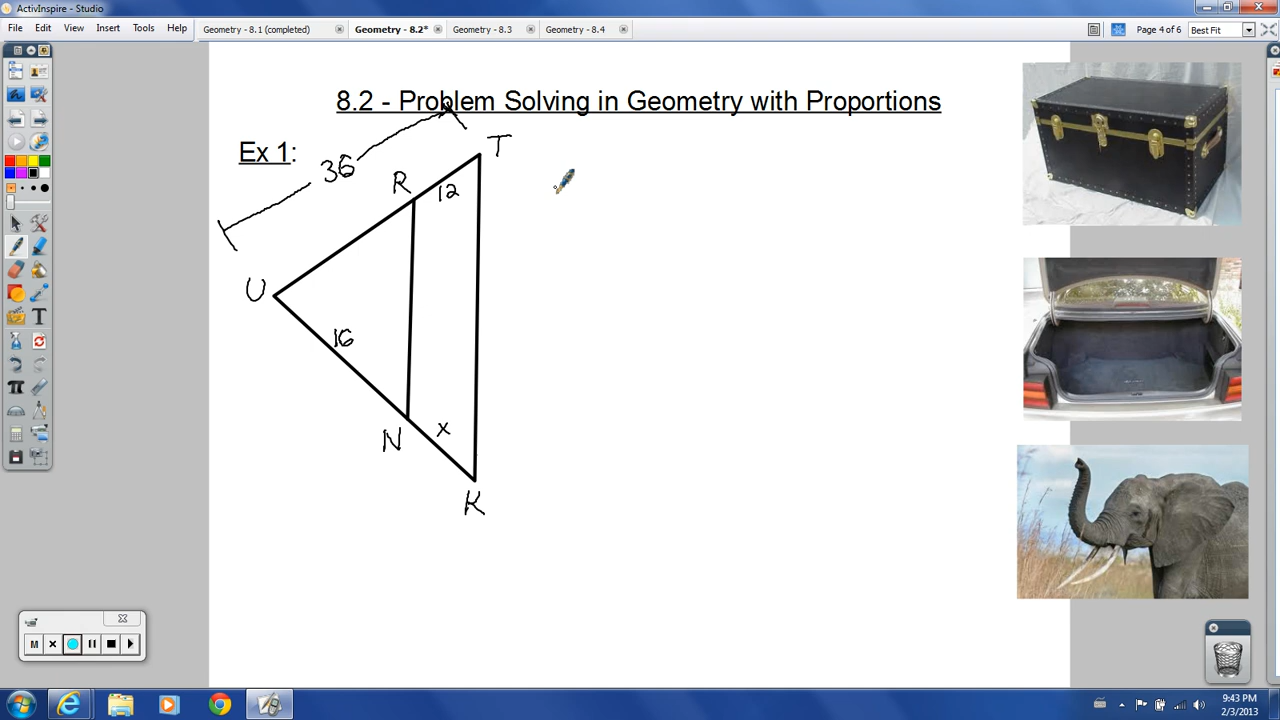 ActivInspire - Studio
File Edit View Insert Tools Help
Geometry - 8.1 (completed)
Geometry - 8.2*
Geometry - 8.3
Geometry - 8.4
Page 4 of 6
Best Fit
8.2 - Problem Solving in Geometry with Proportions
Ex 1:
36
T
R
12
U
16
N
x
K
M
9:43 PM
2/3/2013